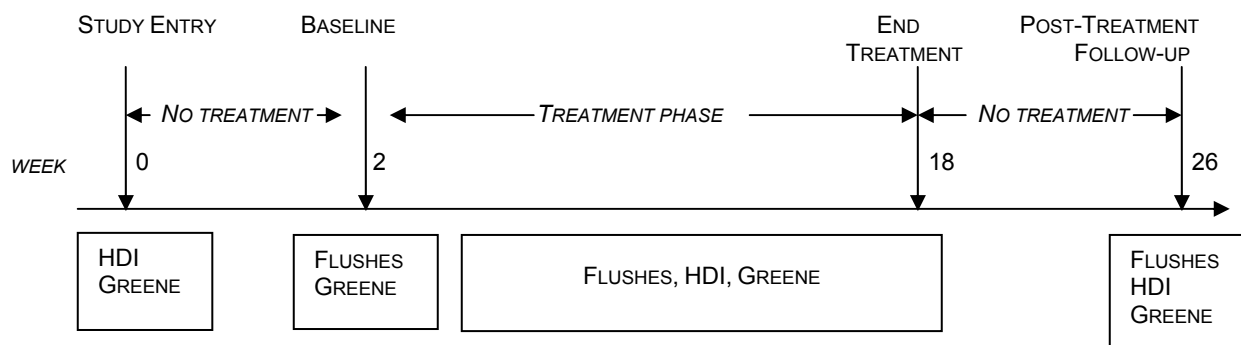 STUDY ENTRY BASELINE END POST-TREATMENT
TREATMENT FOLLOW-UP
NO TREATMENT TREATMENT PHASE NO TREATMENT
WEEK 0 2 18 26
HDI
GREENE
FLUSHES
GREENE
FLUSHES, HDI, GREENE
FLUSHES
HDI
GREENE